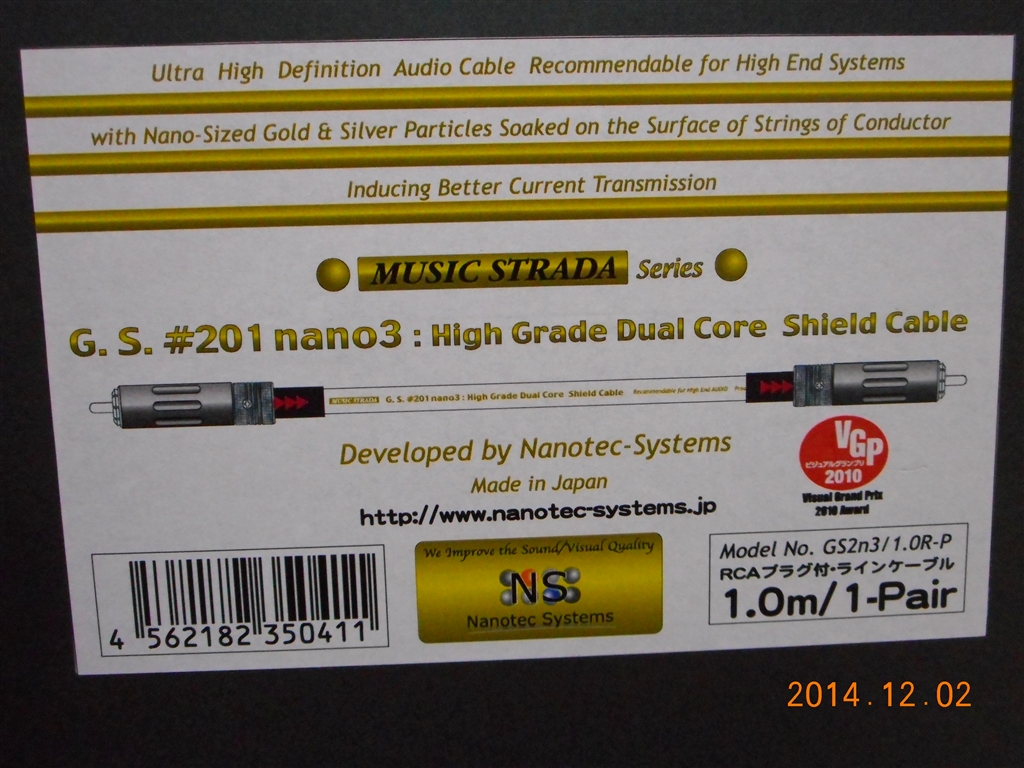 Ultra High Definition Audio Cable Recommendable for High End Systems
with Nano-Sized Gold & Silver Particles Soaked on the Surface of Strings of Conductor
Inducing Better Current Transmission
MUSIC STRADA Series
G. S. #201 nano3 : High Grade Dual Core Shield Cable
MUSIC STRADA G. S. #201 nano3 : High Grade Dual Core Shield Cable Recommendable for High End AUDIO
Developed by Nanotec-Systems
Made in Japan
http://www.nanotec-systems.jp
VGP
ビジュアルグランプリ
2010
Visual Grand Prix
2010 Award
4 562182 350411
We Improve the Sound/Visual Quality
NS
Nanotec Systems
Model No. GS2n3/1.0R-P
RCAプラグ付・ラインケーブル
1.0m/1-Pair
2014.12.02